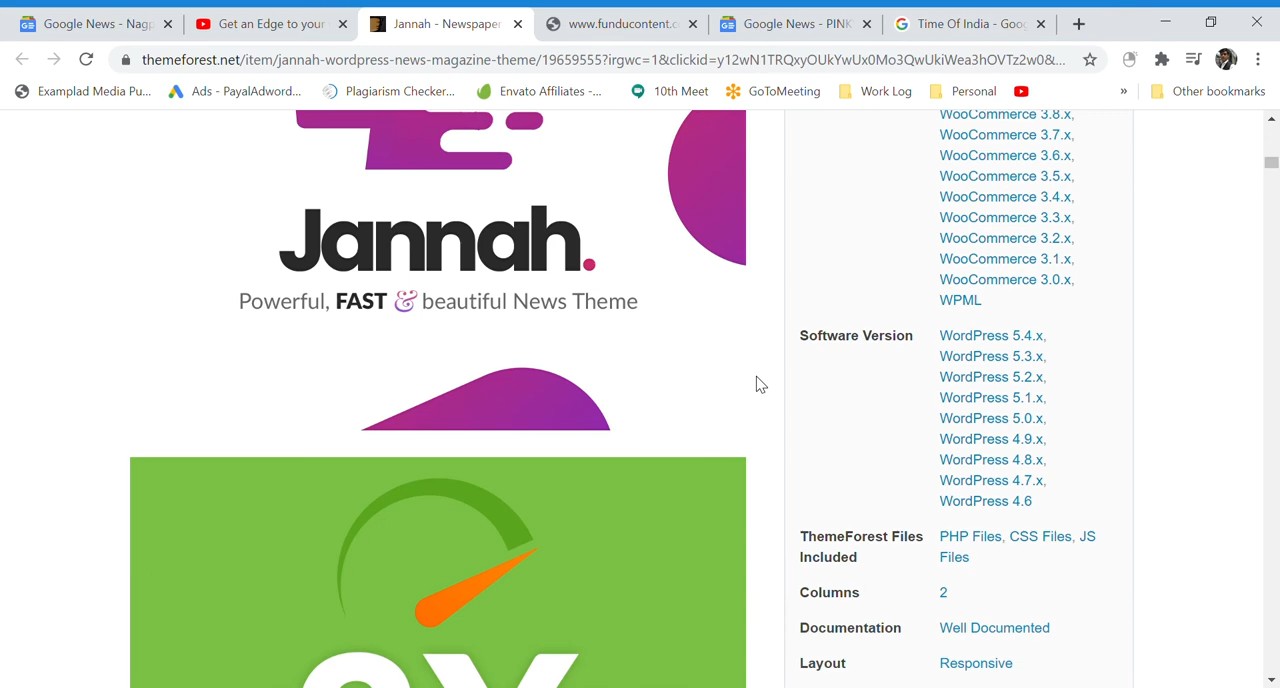 Google News - Nagp
Get an Edge to your
Jannah - Newspaper
www.funducontent.c
Google News - PINK
Time Of India - Goog
themeforest.net/item/jannah-wordpress-news-magazine-theme/19659555?irgwc=1&clickid=y12wN1TRQxyOUkYwUx0Mo3QwUkiWea3hOVTz2w0&...
Examplad Media Pu...
Ads - PayalAdword...
Plagiarism Checker...
Envato Affiliates -...
10th Meet
GoToMeeting
Work Log
Personal
»
Other bookmarks
Jannah.
Powerful, FAST & beautiful News Theme
WooCommerce 3.8.x,
WooCommerce 3.7.x,
WooCommerce 3.6.x,
WooCommerce 3.5.x,
WooCommerce 3.4.x,
WooCommerce 3.3.x,
WooCommerce 3.2.x,
WooCommerce 3.1.x,
WooCommerce 3.0.x,
WPML
Software Version
WordPress 5.4.x,
WordPress 5.3.x,
WordPress 5.2.x,
WordPress 5.1.x,
WordPress 5.0.x,
WordPress 4.9.x,
WordPress 4.8.x,
WordPress 4.7.x,
WordPress 4.6
ThemeForest Files
Included
PHP Files, CSS Files, JS
Files
Columns
2
Documentation
Well Documented
Layout
Responsive